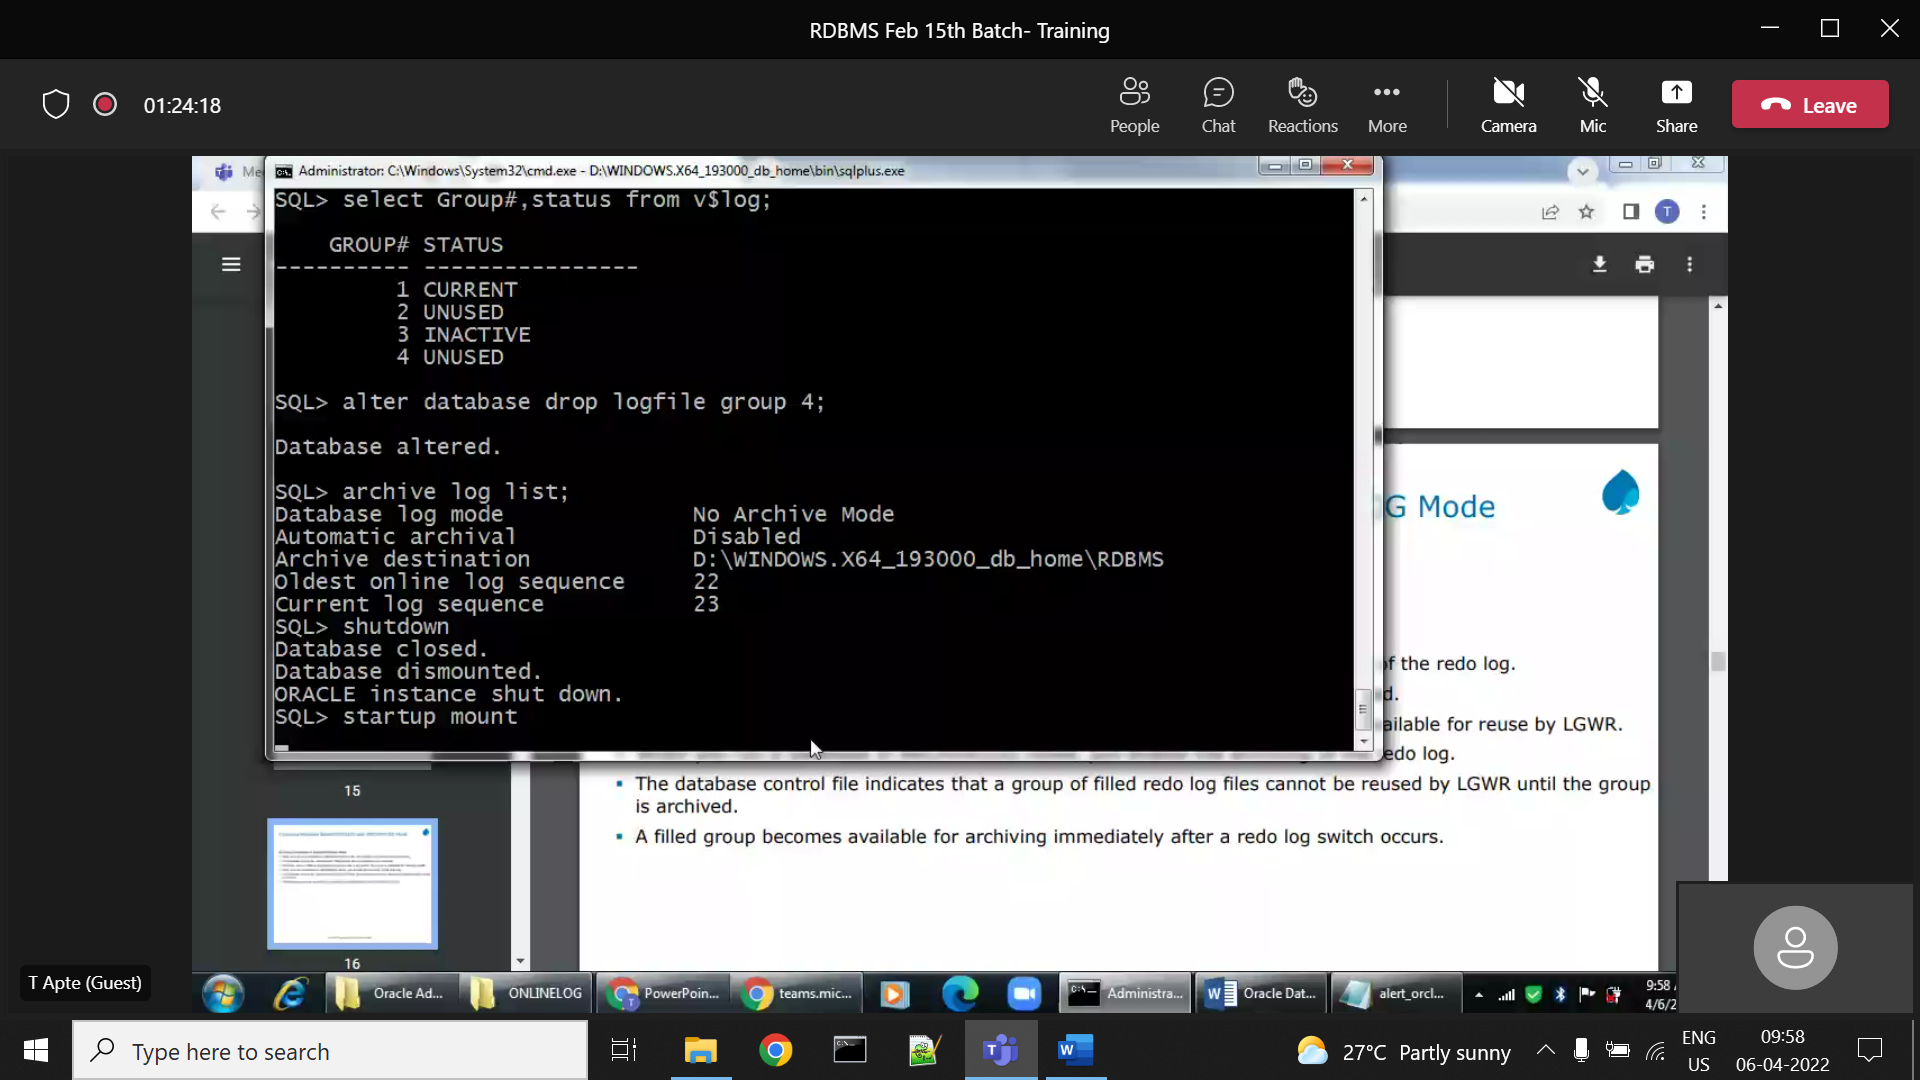 RDBMS Feb 15th Batch- Training
01:24:18
People
Chat
Reactions
More
Camera
Mic
Share
Leave
Administrator: C:\Windows\System32\cmd.exe - D:\WINDOWS.X64_193000_db_home\bin\sqlplus.exe
T
SQL> select Group#,status from v$log;
GROUP# STATUS
---------- ----------------
1 CURRENT
2 UNUSED
3 INACTIVE
4 UNUSED
SQL> alter database drop logfile group 4;
Database altered.
SQL> archive log list;
Database log mode No Archive Mode
Automatic archival Disabled
Archive destination D:\WINDOWS.X64_193000_db_home\RDBMS
Oldest online log sequence 22
Current log sequence 23
SQL> shutdown
Database closed.
Database dismounted.
ORACLE instance shut down.
SQL> startup mount
G Mode
of the redo log.
d.
ailable for reuse by LGWR.
edo log.
▪ The database control file indicates that a group of filled redo log files cannot be reused by LGWR until the group
is archived.
▪ A filled group becomes available for archiving immediately after a redo log switch occurs.
15
16
T Apte (Guest)
Oracle Ad...
ONLINELOG
PowerPoin...
teams.mic...
Administra...
Oracle Dat...
alert_orcl...
9:58
4/6/2
Type here to search
27°C Partly sunny
ENG
US
09:58
06-04-2022